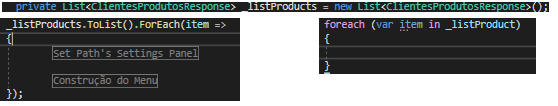 private List<ClientesProdutosResponse> _listProducts = new List<ClientesProdutosResponse>();
_listProducts.ToList().ForEach(item =>
{
Set Path's Settings Panel
Construção do Menu
});
foreach (var item in _listProduct)
{
}